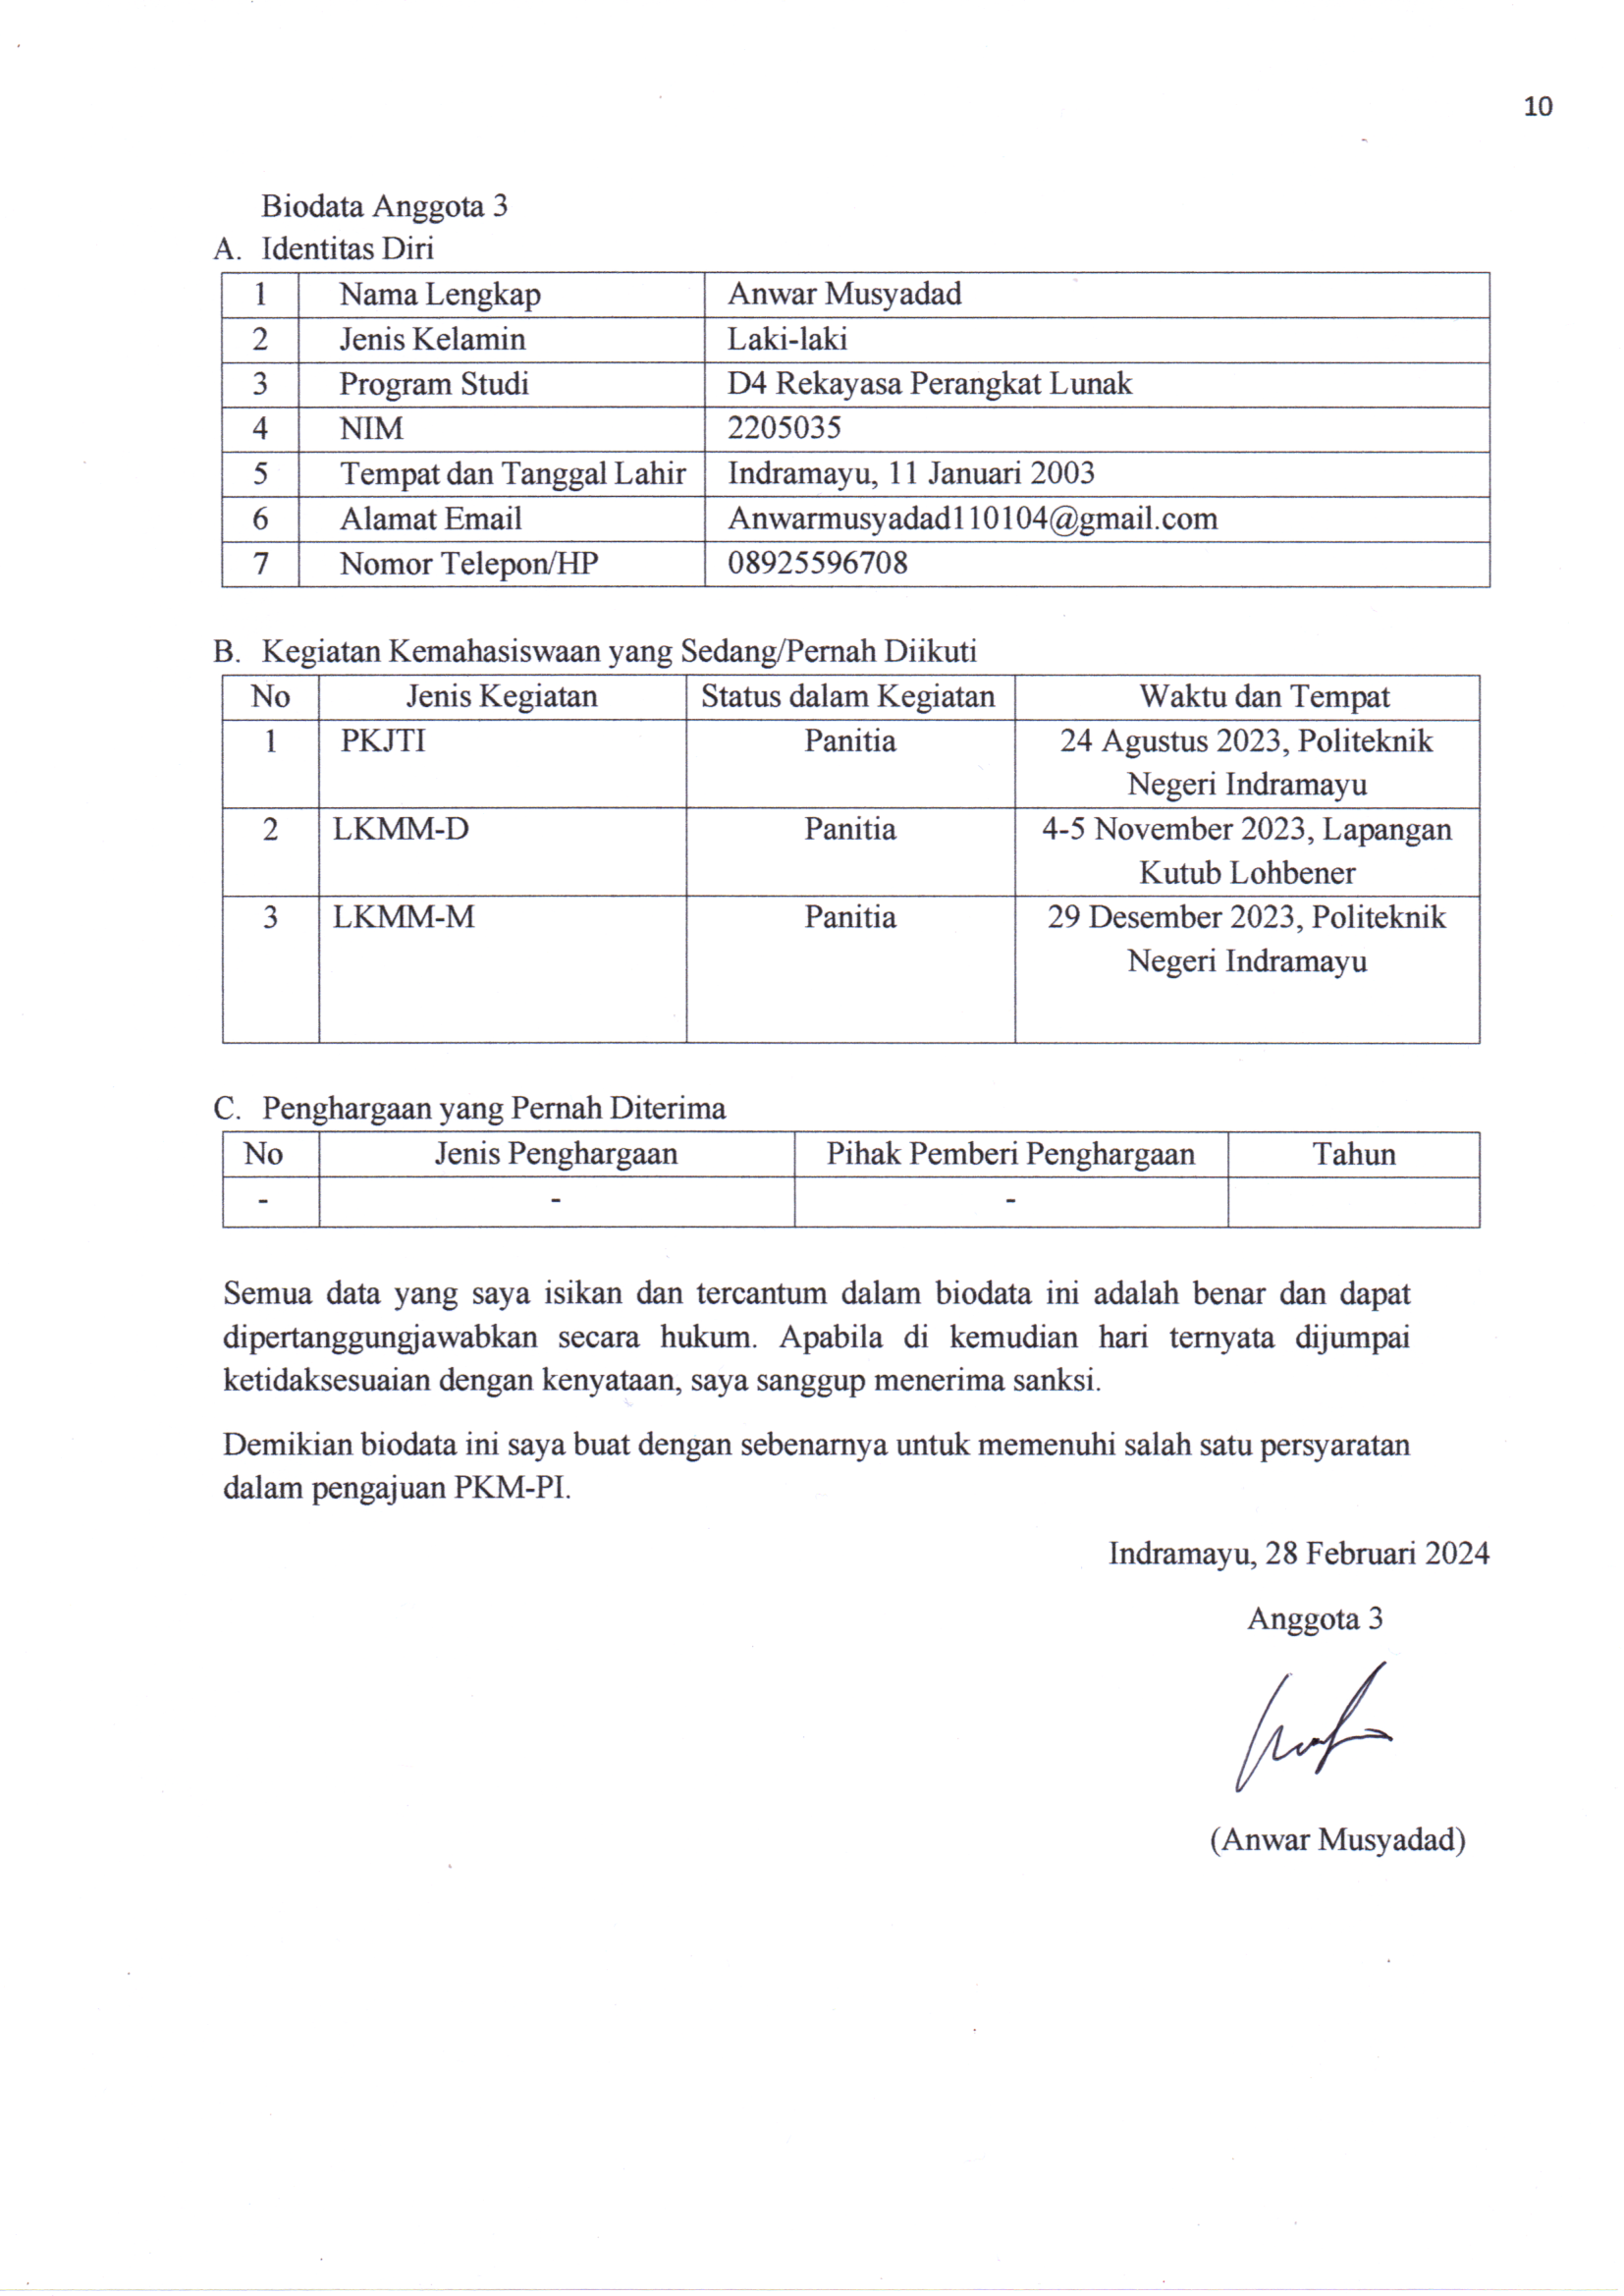 10
Biodata Anggota 3
A. Identitas Diri
1 Nama Lengkap Anwar Musyadad
2 Jenis Kelamin Laki-laki
3 Program Studi D4 Rekayasa Perangkat Lunak
4 NIM 2205035
5 Tempat dan Tanggal Lahir Indramayu, 11 Januari 2003
6 Alamat Email Anwarmusyadad110104@gmail.com
7 Nomor Telepon/HP 08925596708
B. Kegiatan Kemahasiswaan yang Sedang/Pernah Diikuti
No Jenis Kegiatan Status dalam Kegiatan Waktu dan Tempat
1 PKJTI Panitia 24 Agustus 2023, Politeknik
Negeri Indramayu
2 LKMM-D Panitia 4-5 November 2023, Lapangan
Kutub Lohbener
3 LKMM-M Panitia 29 Desember 2023, Politeknik
Negeri Indramayu
C. Penghargaan yang Pernah Diterima
No Jenis Penghargaan Pihak Pemberi Penghargaan Tahun
- - -
Semua data yang saya isikan dan tercantum dalam biodata ini adalah benar dan dapat
dipertanggungjawabkan secara hukum. Apabila di kemudian hari ternyata dijumpai
ketidaksesuaian dengan kenyataan, saya sanggup menerima sanksi.
Demikian biodata ini saya buat dengan sebenarnya untuk memenuhi salah satu persyaratan
dalam pengajuan PKM-PI.
Indramayu, 28 Februari 2024
Anggota 3
(Anwar Musyadad)